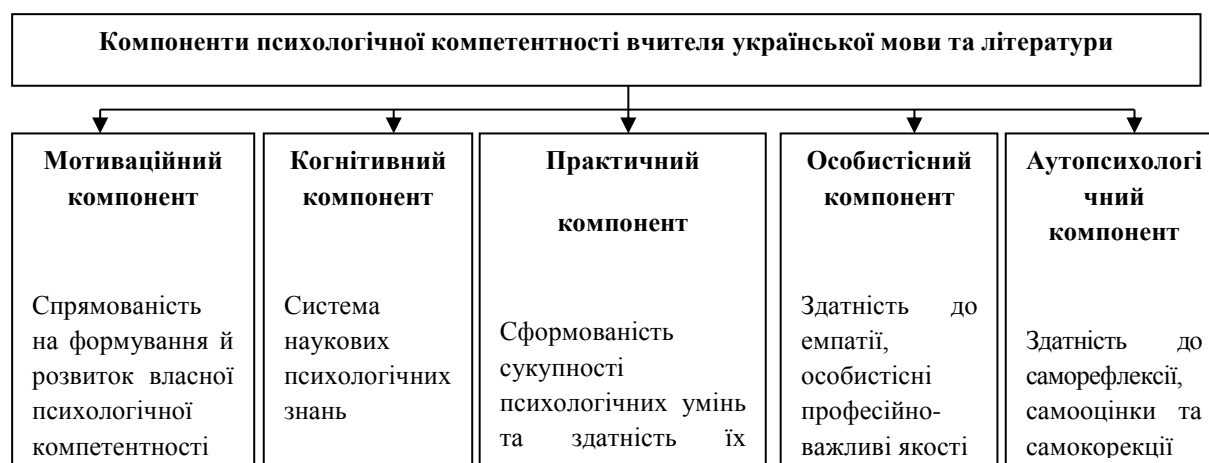 Компоненти психологічної компетентності вчителя української мови та літератури
Мотиваційний
компонент
Спрямованість
на формування й
розвиток власної
психологічної
компетентності
Когнітивний
компонент
Система
наукових
психологічних
знань
Практичний
компонент
Сформованість
сукупності
психологічних умінь
та здатність їх
Особистісний
компонент
Здатність до
емпатії,
особистісні
професійно-
важливі якості
Аутопсихологі
чний
компонент
Здатність до
саморефлексії,
самооцінки та
самокорекції